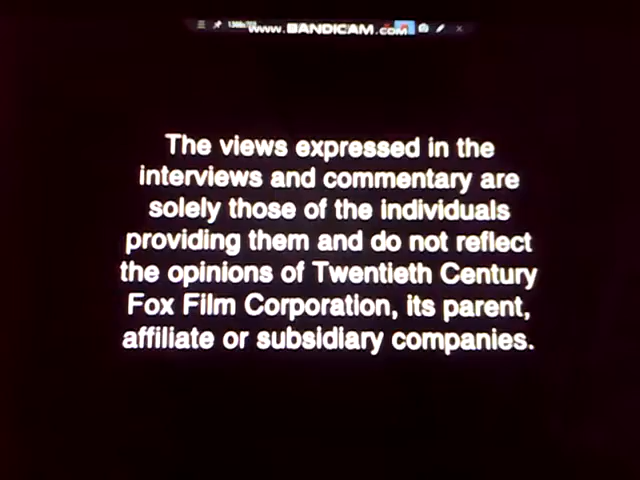 www.BANDICAM.com
The views expressed in the
interviews and commentary are
solely those of the individuals
providing them and do not reflect
the opinions of Twentieth Century
Fox Film Corporation, its parent,
affiliate or subsidiary companies.